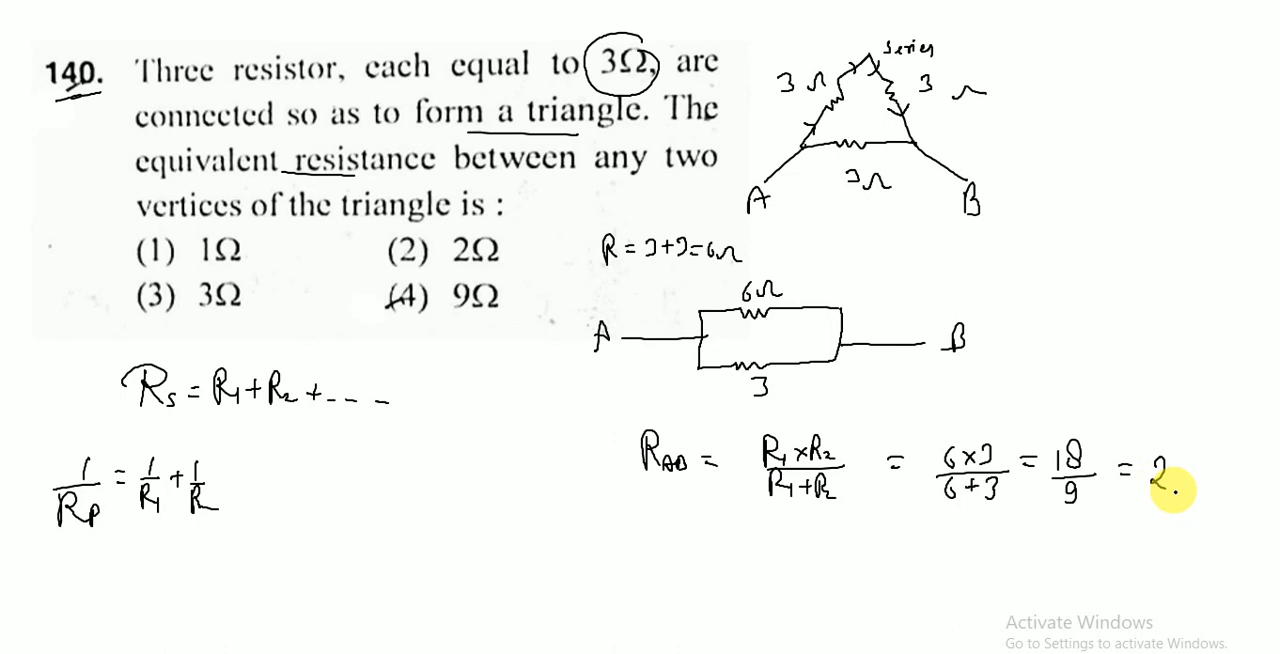 140. Three resistor, each equal to 3Ω, are
connected so as to form a triangle. The
equivalent resistance between any two
vertices of the triangle is :
(1) 1Ω (2) 2Ω
(3) 3Ω (4) 9Ω
Series
3 Ω 3 Ω
3Ω
A B
R = 3+3=6Ω
6Ω
A B
3
Rs = R1+R2+---
1/RP = 1/R1 + 1/R2
RAB = R1×R2/R1+R2 = 6×3/6+3 = 18/9 = 2.
Activate Windows
Go to Settings to activate Windows.